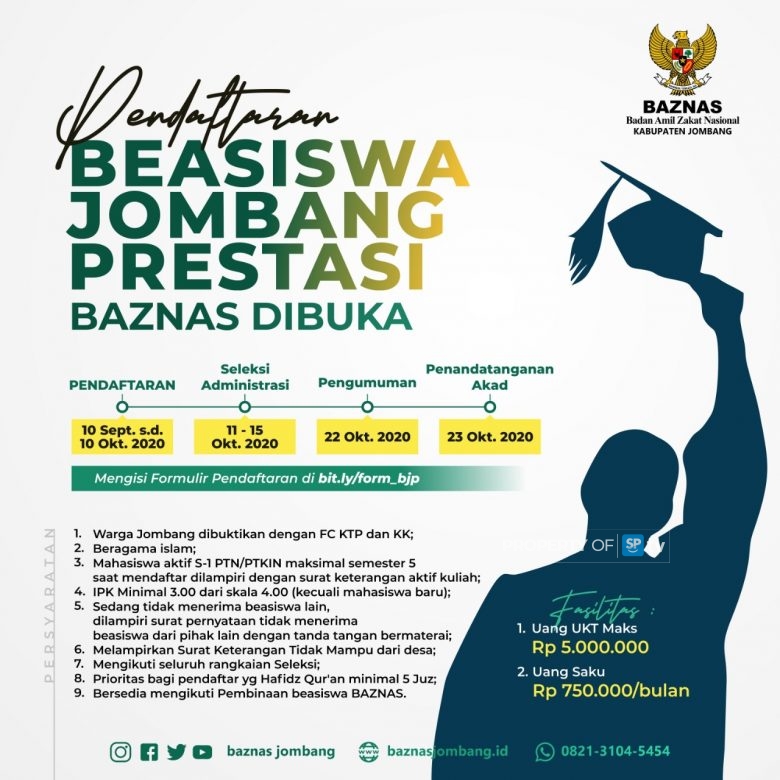 BAZNAS
Badan Amil Zakat Nasional
KABUPATEN JOMBANG
Pendaftaran
BEASISWA
JOMBANG
PRESTASI
BAZNAS DIBUKA
PENDAFTARAN
10 Sept. s.d.
10 Okt. 2020
Seleksi
Administrasi
11 - 15
Okt. 2020
Pengumuman
22 Okt. 2020
Penandatanganan
Akad
23 Okt. 2020
Mengisi Formulir Pendaftaran di bit.ly/form_bjp
PERSYARATAN
1. Warga Jombang dibuktikan dengan FC KTP dan KK;
2. Beragama islam;
3. Mahasiswa aktif S-1 PTN/PTKIN maksimal semester 5
saat mendaftar dilampiri dengan surat keterangan aktif kuliah;
4. IPK Minimal 3.00 dari skala 4.00 (kecuali mahasiswa baru);
5. Sedang tidak menerima beasiswa lain,
dilampiri surat pernyataan tidak menerima
beasiswa dari pihak lain dengan tanda tangan bermaterai;
6. Melampirkan Surat Keterangan Tidak Mampu dari desa;
7. Mengikuti seluruh rangkaian Seleksi;
8. Prioritas bagi pendaftar yg Hafidz Qur'an minimal 5 Juz;
9. Bersedia mengikuti Pembinaan beasiswa BAZNAS.
PROPERTY OF SP
Fasilitas :
1. Uang UKT Maks
Rp 5.000.000
2. Uang Saku
Rp 750.000/bulan
baznas jombang
baznasjombang.id
0821-3104-5454